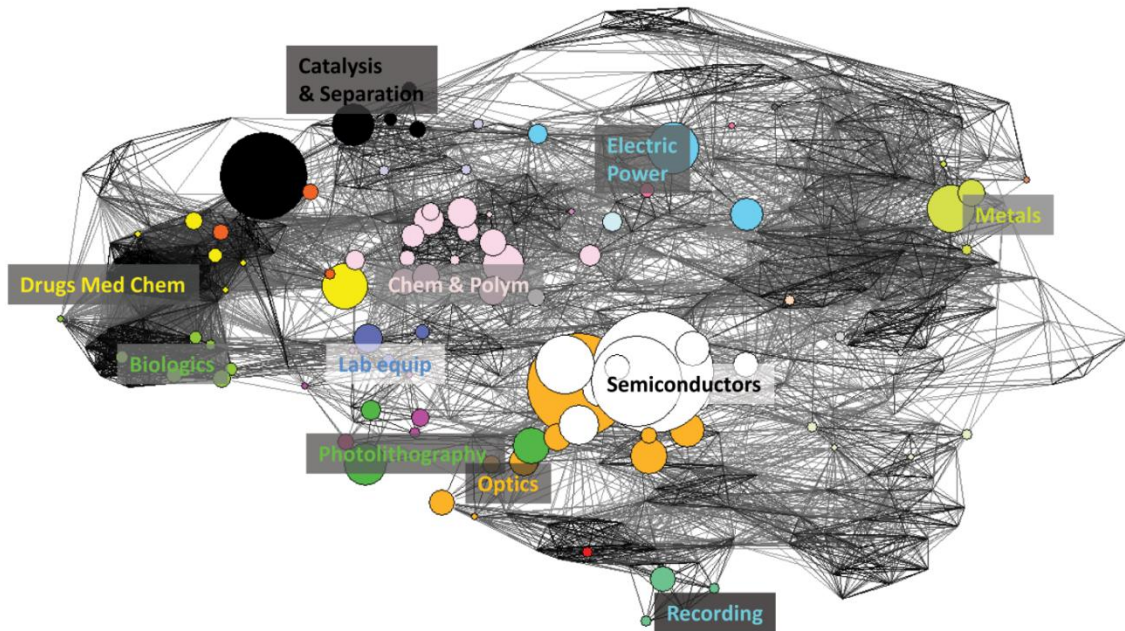 Catalysis
& Separation
Electric
Power
Metals
Drugs Med Chem
Chem & Polym
Biologics
Lab equip
Semiconductors
Photolithography
Optics
Recording